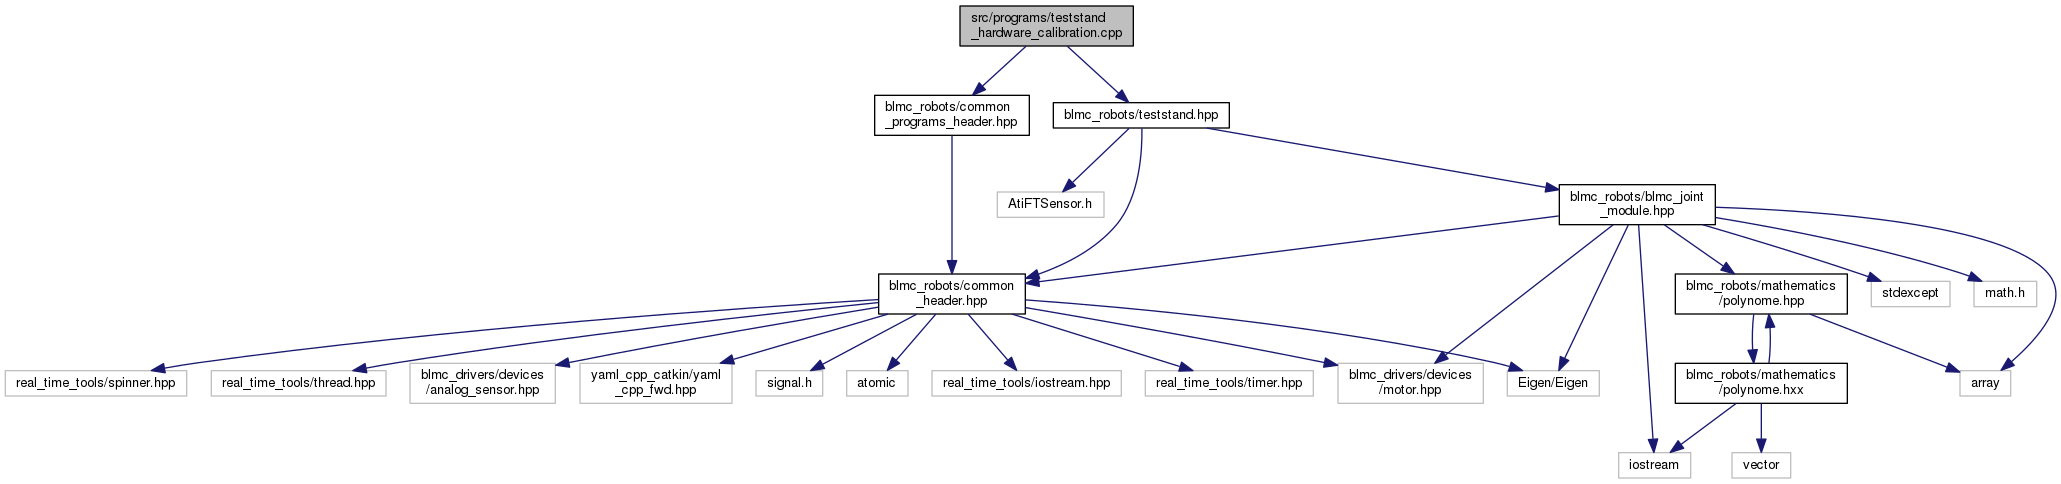 src/programs/teststand
_hardware_calibration.cpp
blmc_robots/common
_programs_header.hpp
blmc_robots/teststand.hpp
AtiFTSensor.h
blmc_robots/blmc_joint
_module.hpp
blmc_robots/common
_header.hpp
blmc_robots/mathematics
/polynome.hpp
stdexcept
math.h
real_time_tools/spinner.hpp
real_time_tools/thread.hpp
blmc_drivers/devices
/analog_sensor.hpp
yaml_cpp_catkin/yaml
_cpp_fwd.hpp
signal.h
atomic
real_time_tools/iostream.hpp
real_time_tools/timer.hpp
blmc_drivers/devices
/motor.hpp
Eigen/Eigen
blmc_robots/mathematics
/polynome.hxx
array
iostream
vector